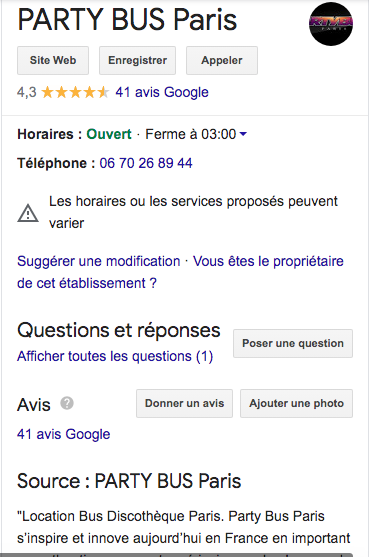 PARTY BUS Paris
Site Web
Enregistrer
Appeler
4,3 41 avis Google
Horaires : Ouvert · Ferme à 03:00
Téléphone : 06 70 26 89 44
Les horaires ou les services proposés peuvent
varier
Suggérer une modification · Vous êtes le propriétaire
de cet établissement ?
Questions et réponses
Poser une question
Afficher toutes les questions (1)
Avis ?
Donner un avis
Ajouter une photo
41 avis Google
Source : PARTY BUS Paris
"Location Bus Discothèque Paris. Party Bus Paris
s'inspire et innove aujourd'hui en France en important